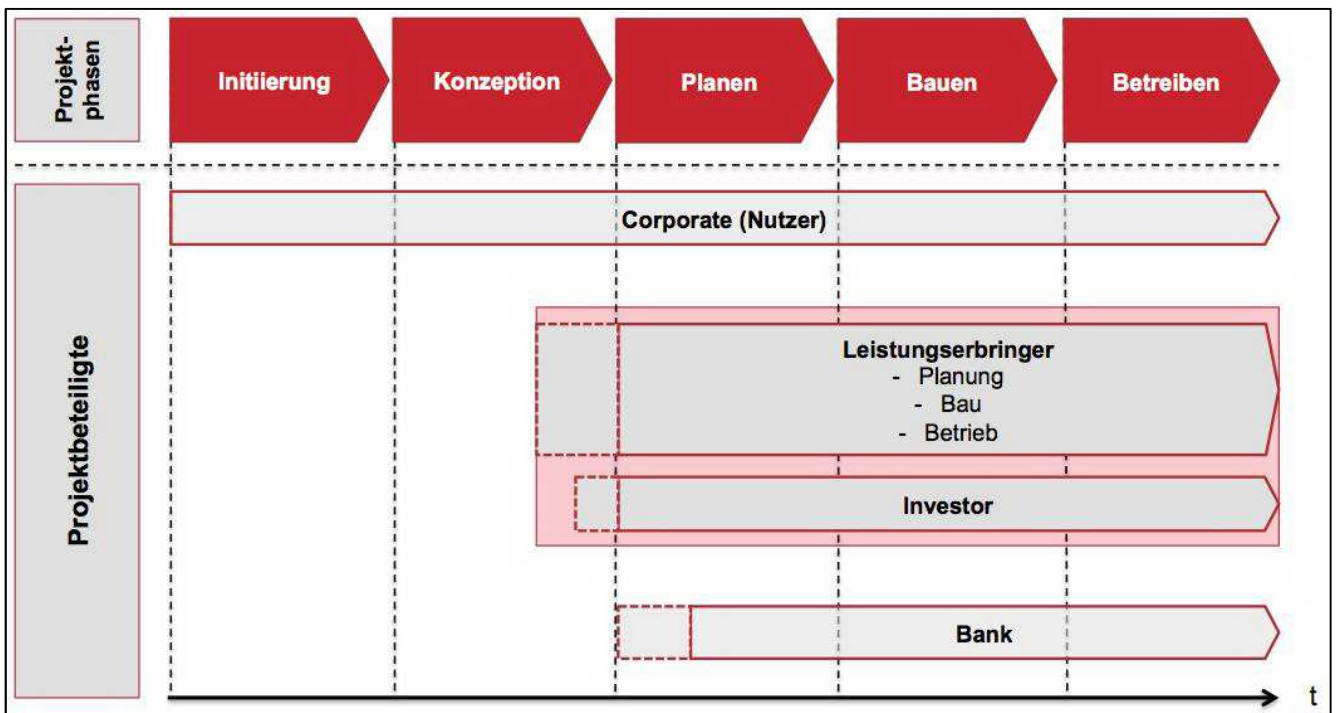 Projekt-
phasen
Initiierung
Konzeption
Planen
Bauen
Betreiben
Projektbeteiligte
Corporate (Nutzer)
Leistungserbringer
- Planung
- Bau
- Betrieb
Investor
Bank
t